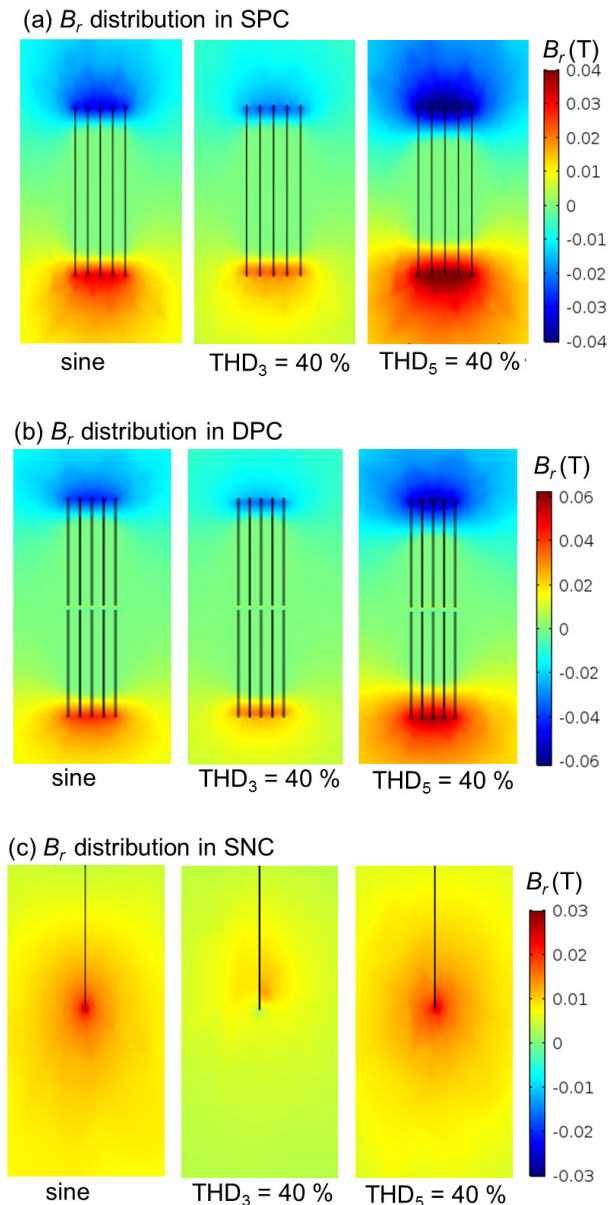 (a) Br distribution in SPC
Br (T)
0.04
0.03
0.02
0.01
0
-0.01
-0.02
-0.03
-0.04
sine
THD3 = 40 %
THD5 = 40 %
(b) Br distribution in DPC
Br (T)
0.06
0.04
0.02
0
-0.02
-0.04
-0.06
sine
THD3 = 40 %
THD5 = 40 %
(c) Br distribution in SNC
Br (T)
0.03
0.02
0.01
0
-0.01
-0.02
-0.03
sine
THD3 = 40 %
THD5 = 40 %